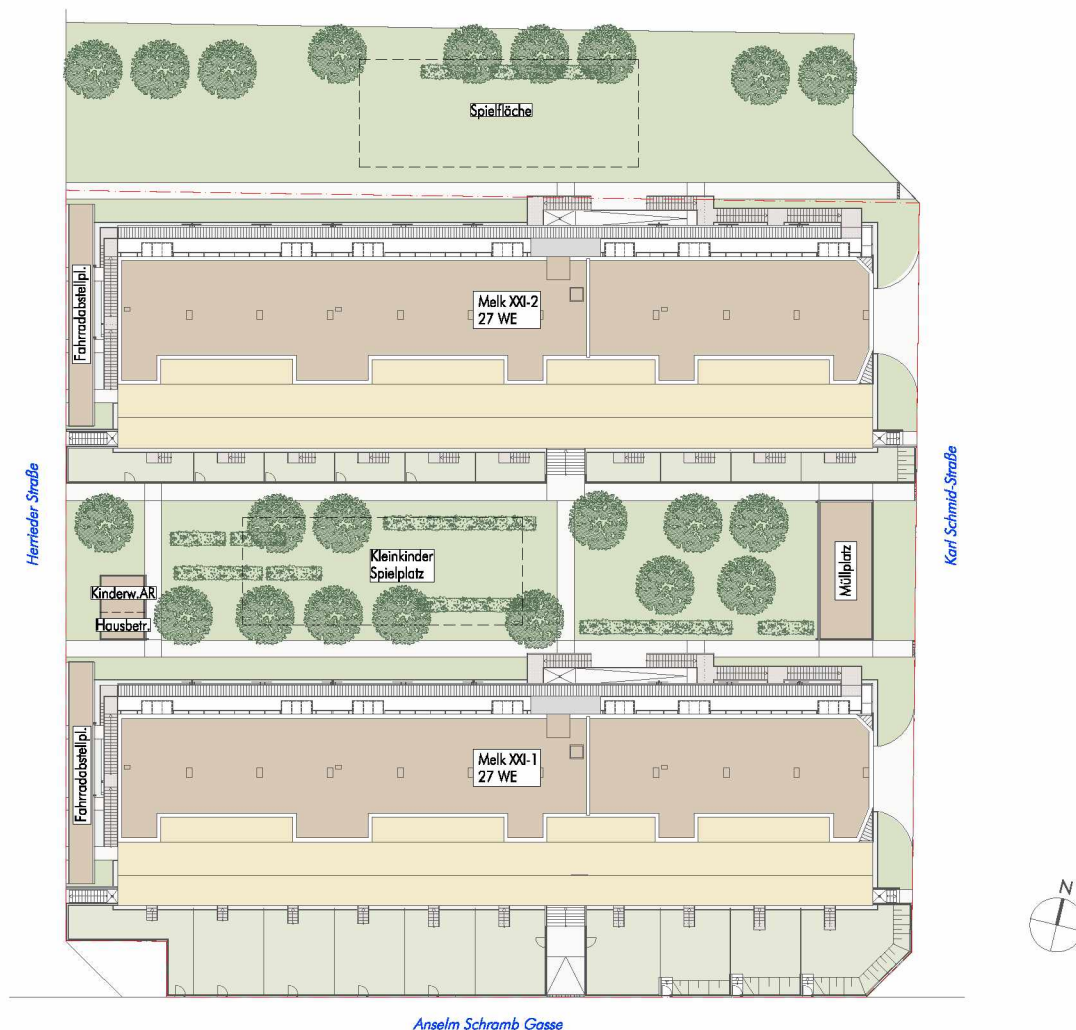 Spielfläche
Fahrradabstellpl.
Melk XXI-2
27 WE
Herrieder Straße
Karl Schmid-Straße
Kleinkinder
Spielplatz
Kinderw.AR
Hausbetr.
Müllplatz
Fahrradabstellpl.
Melk XXI-1
27 WE
N
Anselm Schramb Gasse